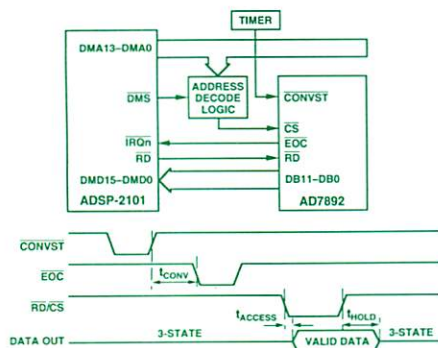 TIMER
DMA13–DMA0
ADDRESS
DECODE
LOGIC
DMS
CONVST
CS
IRQn
EOC
RD
RD
DMD15–DMD0
DB11–DB0
ADSP-2101
AD7892
CONVST
tCONV
EOC
RD/CS
tACCESS
tHOLD
DATA OUT
3-STATE
VALID DATA
3-STATE